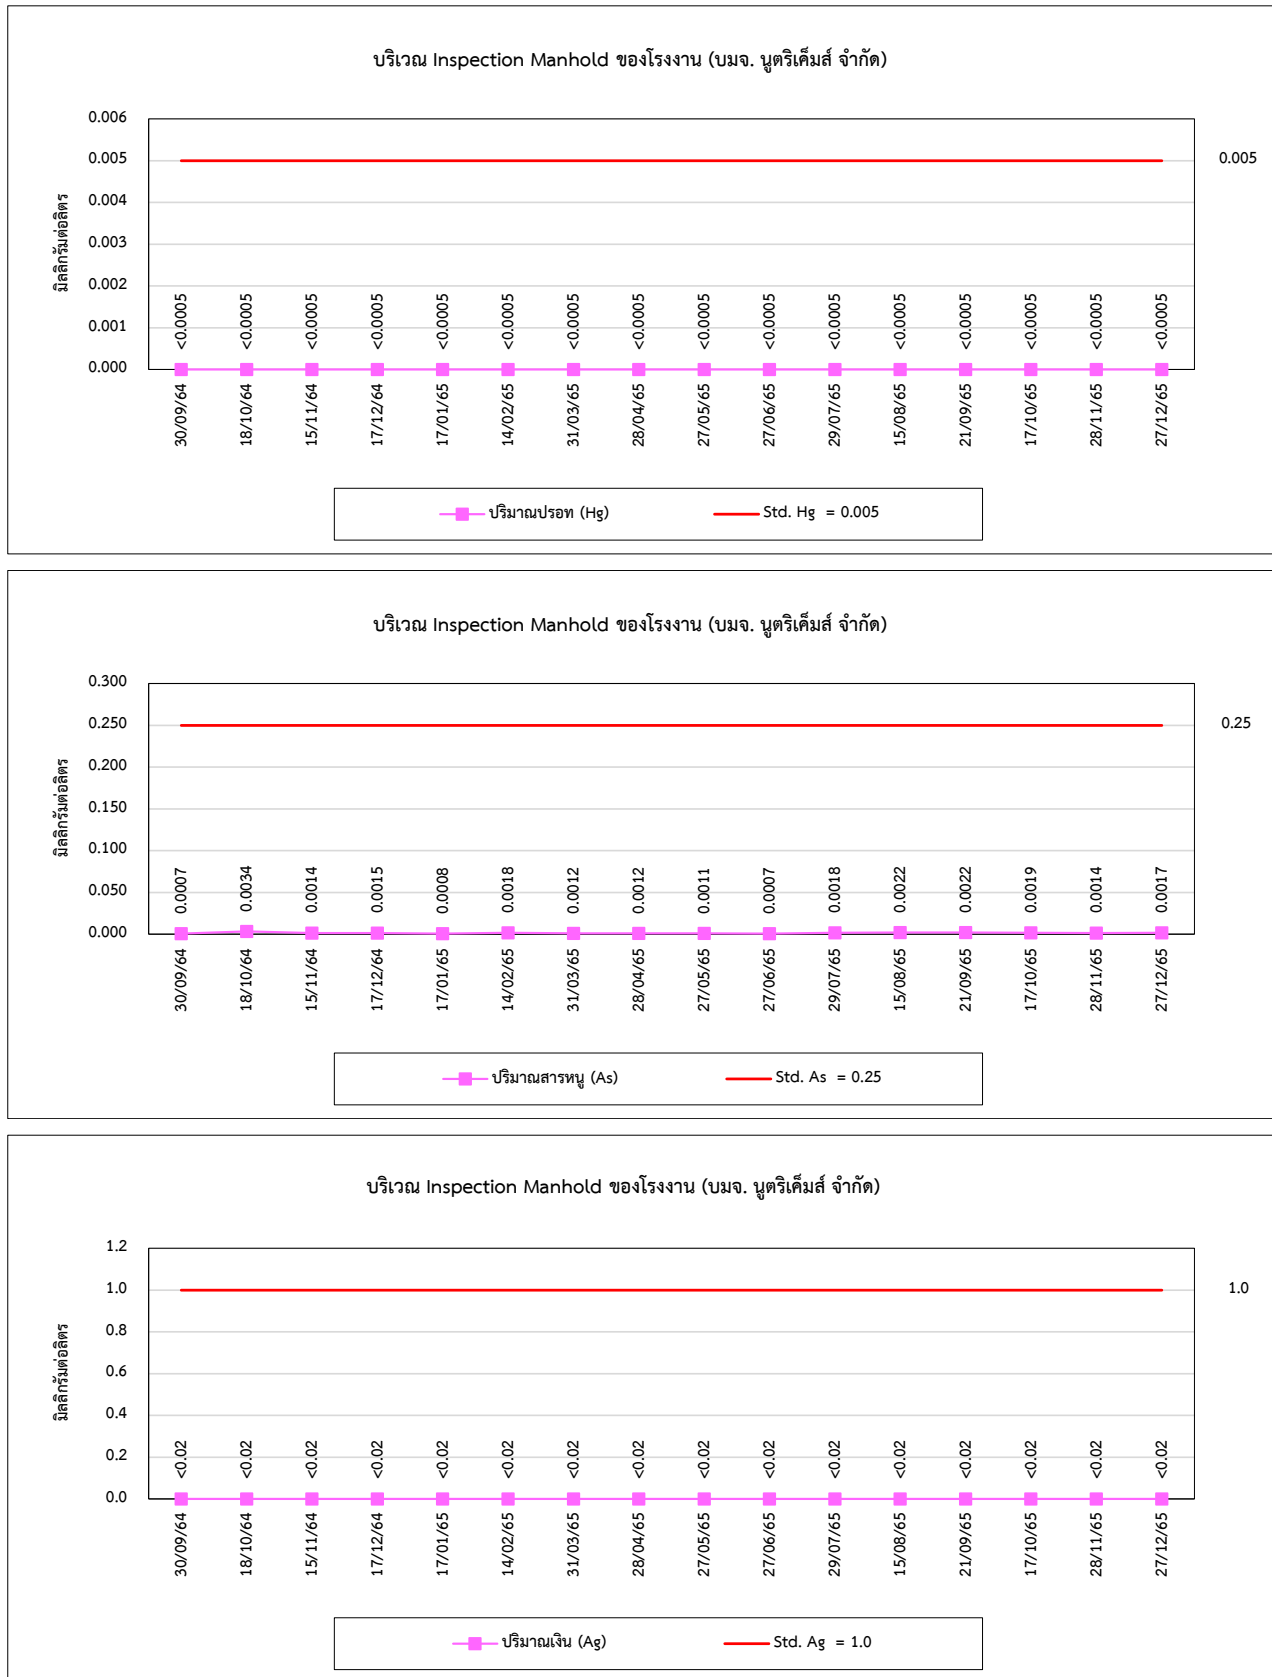 บริเวณ Inspection Manhold ของโรงงาน (บมจ. นูตริเค็มส์ จำกัด)
มิลลิกรัมต่อลิตร
0.006
0.005
0.004
0.003
0.002
0.001
0.000
0.005
<0.0005 <0.0005 <0.0005 <0.0005 <0.0005 <0.0005 <0.0005 <0.0005 <0.0005 <0.0005 <0.0005 <0.0005 <0.0005 <0.0005 <0.0005 <0.0005
30/09/64 18/10/64 15/11/64 17/12/64 17/01/65 14/02/65 31/03/65 28/04/65 27/05/65 27/06/65 29/07/65 15/08/65 21/09/65 17/10/65 28/11/65 27/12/65
ปริมาณปรอท (Hg) Std. Hg = 0.005
บริเวณ Inspection Manhold ของโรงงาน (บมจ. นูตริเค็มส์ จำกัด)
มิลลิกรัมต่อลิตร
0.300
0.250
0.200
0.150
0.100
0.050
0.000
0.25
0.0007 0.0034 0.0014 0.0015 0.0008 0.0018 0.0012 0.0012 0.0011 0.0007 0.0018 0.0022 0.0022 0.0019 0.0014 0.0017
30/09/64 18/10/64 15/11/64 17/12/64 17/01/65 14/02/65 31/03/65 28/04/65 27/05/65 27/06/65 29/07/65 15/08/65 21/09/65 17/10/65 28/11/65 27/12/65
ปริมาณสารหนู (As) Std. As = 0.25
บริเวณ Inspection Manhold ของโรงงาน (บมจ. นูตริเค็มส์ จำกัด)
มิลลิกรัมต่อลิตร
1.2
1.0
0.8
0.6
0.4
0.2
0.0
1.0
<0.02 <0.02 <0.02 <0.02 <0.02 <0.02 <0.02 <0.02 <0.02 <0.02 <0.02 <0.02 <0.02 <0.02 <0.02 <0.02
30/09/64 18/10/64 15/11/64 17/12/64 17/01/65 14/02/65 31/03/65 28/04/65 27/05/65 27/06/65 29/07/65 15/08/65 21/09/65 17/10/65 28/11/65 27/12/65
ปริมาณเงิน (Ag) Std. Ag = 1.0